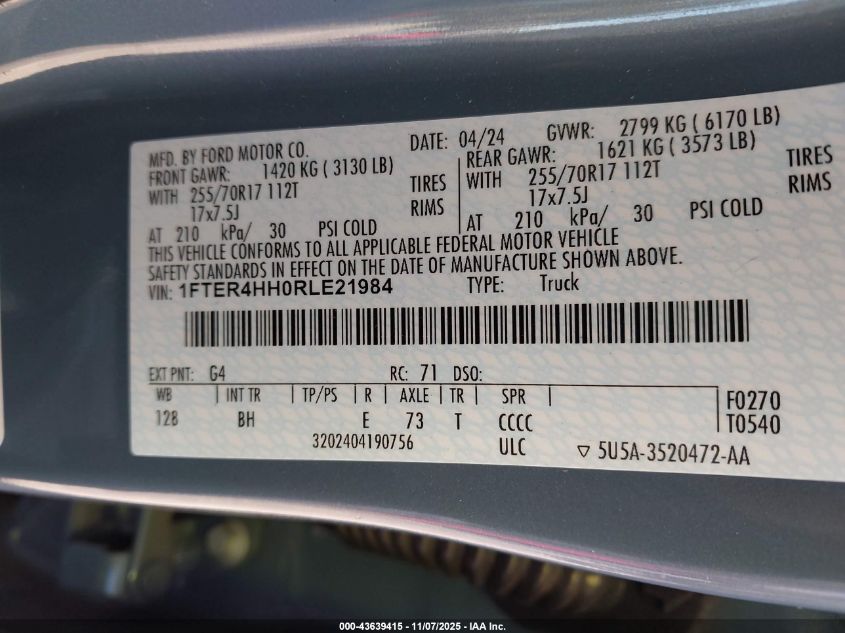 MFD. BY FORD MOTOR CO. DATE: 04/24 GVWR: 2799 KG ( 6170 LB)
FRONT GAWR: 1420 KG ( 3130 LB) REAR GAWR: 1621 KG ( 3573 LB)
WITH 255/70R17 112T TIRES WITH 255/70R17 112T TIRES
17x7.5J RIMS 17x7.5J RIMS
AT 210 kPa/ 30 PSI COLD AT 210 kPa/ 30 PSI COLD
THIS VEHICLE CONFORMS TO ALL APPLICABLE FEDERAL MOTOR VEHICLE
SAFETY STANDARDS IN EFFECT ON THE DATE OF MANUFACTURE SHOWN ABOVE.
VIN: 1FTER4HH0RLE21984 TYPE: Truck
EXT PNT: G4 RC: 71 DSO:
WB | INT TR | TP/PS | R | AXLE | TR | SPR | F0270
128 BH E 73 T CCCC T0540
3202404190756 ULC ▽ 5U5A-3520472-AA
000-43639415 - 11/07/2025 - IAA Inc.